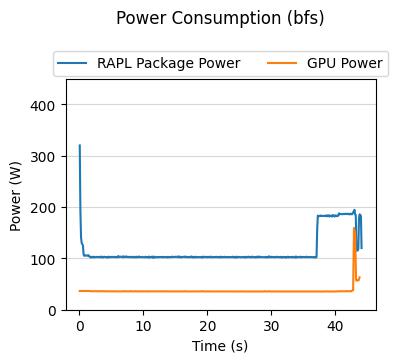 Power Consumption (bfs)
RAPL Package Power
GPU Power
400
300
200
100
0
Power (W)
0 10 20 30 40
Time (s)